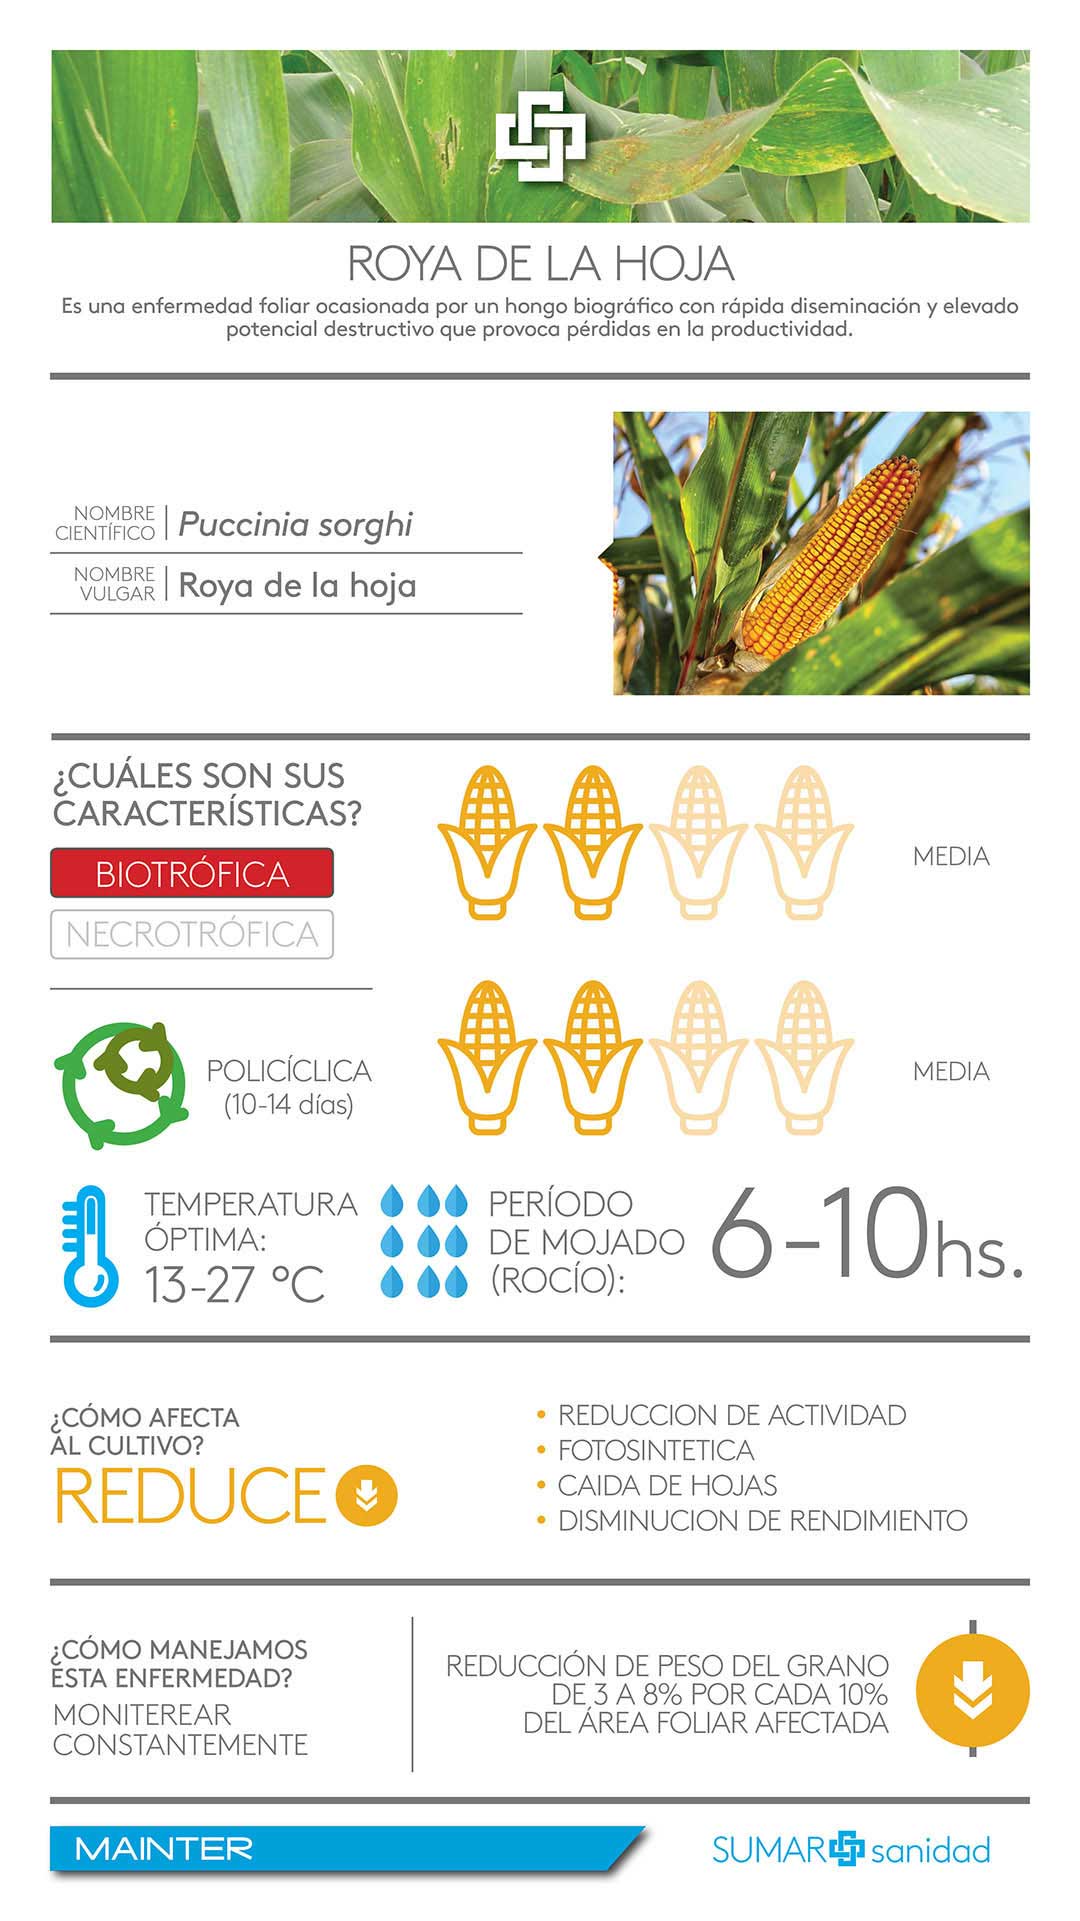 ROYA DE LA HOJA
Es una enfermedad foliar ocasionada por un hongo biográfico con rápida diseminación y elevado
potencial destructivo que provoca pérdidas en la productividad.
NOMBRE
CIENTÍFICO
Puccinia sorghi
NOMBRE
VULGAR
Roya de la hoja
¿CUÁLES SON SUS
CARACTERÍSTICAS?
BIOTRÓFICA
NECROTRÓFICA
MEDIA
POLICÍCLICA
(10-14 días)
MEDIA
TEMPERATURA
ÓPTIMA:
13-27 °C
PERÍODO
DE MOJADO
(ROCÍO):
6-10hs.
¿CÓMO AFECTA
AL CULTIVO?
REDUCE
• REDUCCION DE ACTIVIDAD
• FOTOSINTETICA
• CAIDA DE HOJAS
• DISMINUCION DE RENDIMIENTO
¿CÓMO MANEJAMOS
ESTA ENFERMEDAD?
MONITEREAR
CONSTANTEMENTE
REDUCCIÓN DE PESO DEL GRANO
DE 3 A 8% POR CADA 10%
DEL ÁREA FOLIAR AFECTADA
MAINTER
SUMAR sanidad